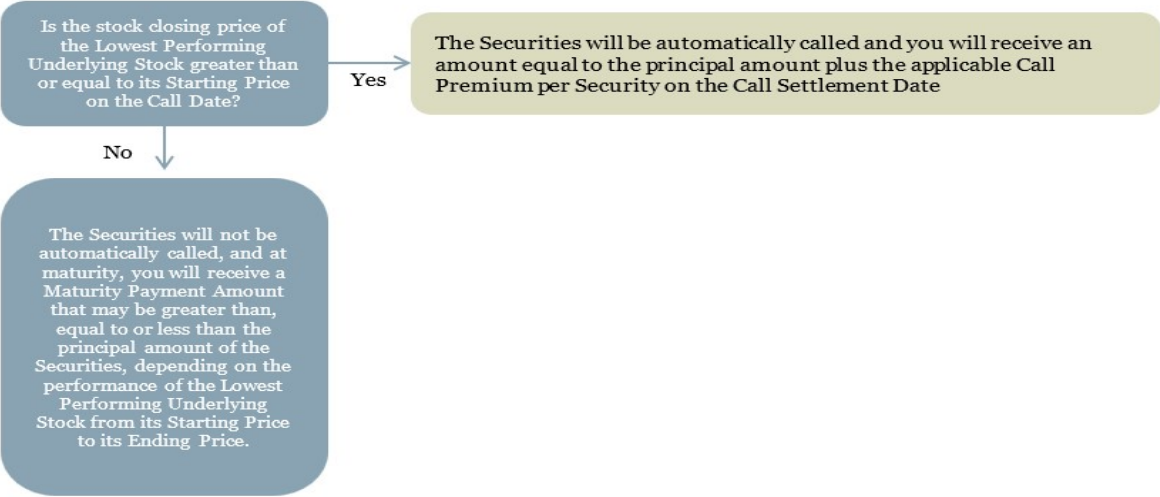 Is the stock closing price of
the Lowest Performing
Underlying Stock greater than
or equal to its Starting Price
on the Call Date?
Yes
The Securities will be automatically called and you will receive an
amount equal to the principal amount plus the applicable Call
Premium per Security on the Call Settlement Date
No
The Securities will not be
automatically called, and at
maturity, you will receive a
Maturity Payment Amount
that may be greater than,
equal to or less than the
principal amount of the
Securities, depending on the
performance of the Lowest
Performing Underlying
Stock from its Starting Price
to its Ending Price.